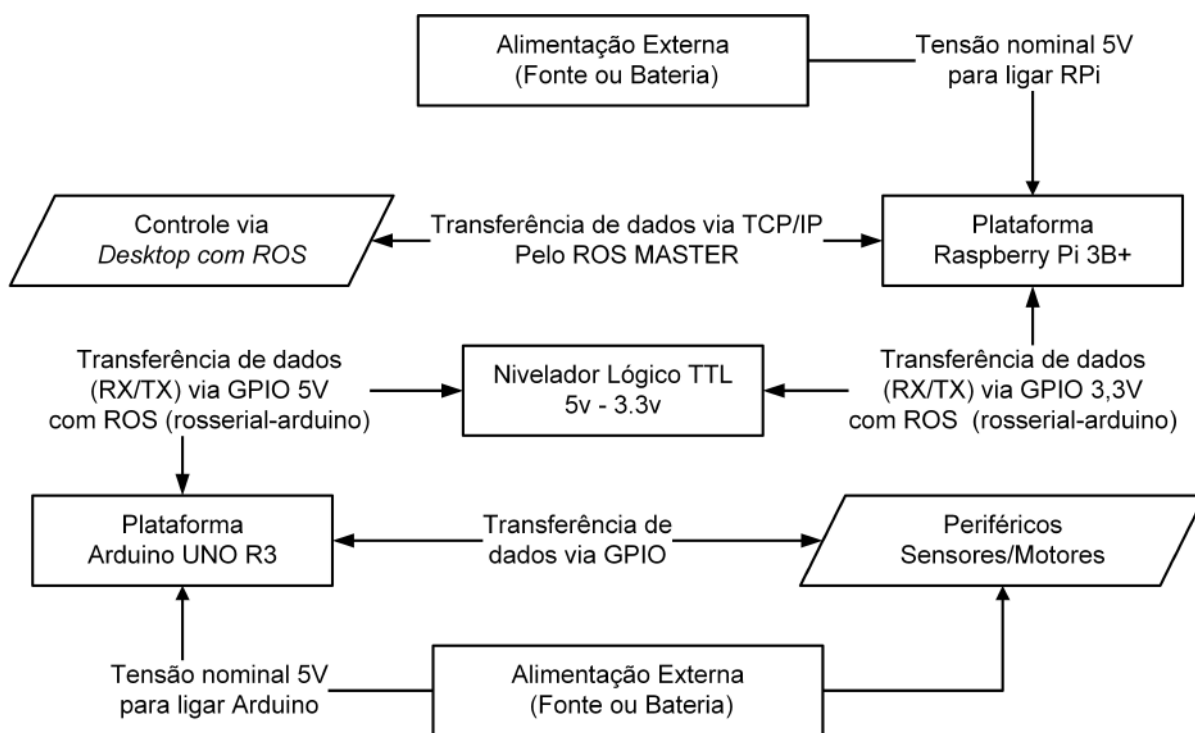 Alimentação Externa
(Fonte ou Bateria)
Tensão nominal 5V
para ligar RPi
Controle via
Desktop com ROS
Transferência de dados via TCP/IP
Pelo ROS MASTER
Plataforma
Raspberry Pi 3B+
Transferência de dados
(RX/TX) via GPIO 5V
com ROS (rosserial-arduino)
Nivelador Lógico TTL
5v - 3.3v
Transferência de dados
(RX/TX) via GPIO 3,3V
com ROS (rosserial-arduino)
Plataforma
Arduino UNO R3
Transferência de
dados via GPIO
Periféricos
Sensores/Motores
Tensão nominal 5V
para ligar Arduino
Alimentação Externa
(Fonte ou Bateria)